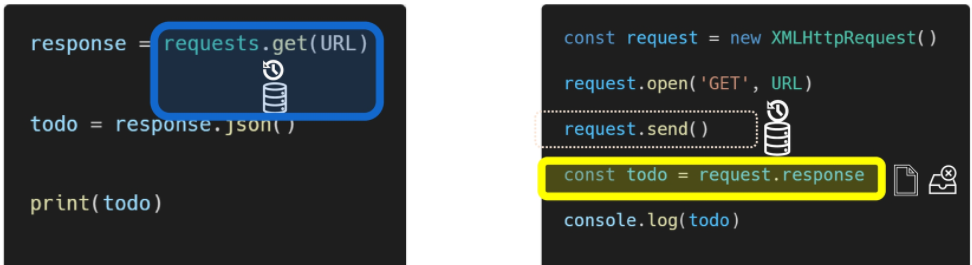 response = requests.get(URL)
todo = response.json()
print(todo)
const request = new XMLHttpRequest()
request.open('GET', URL)
request.send()
const todo = request.response
console.log(todo)